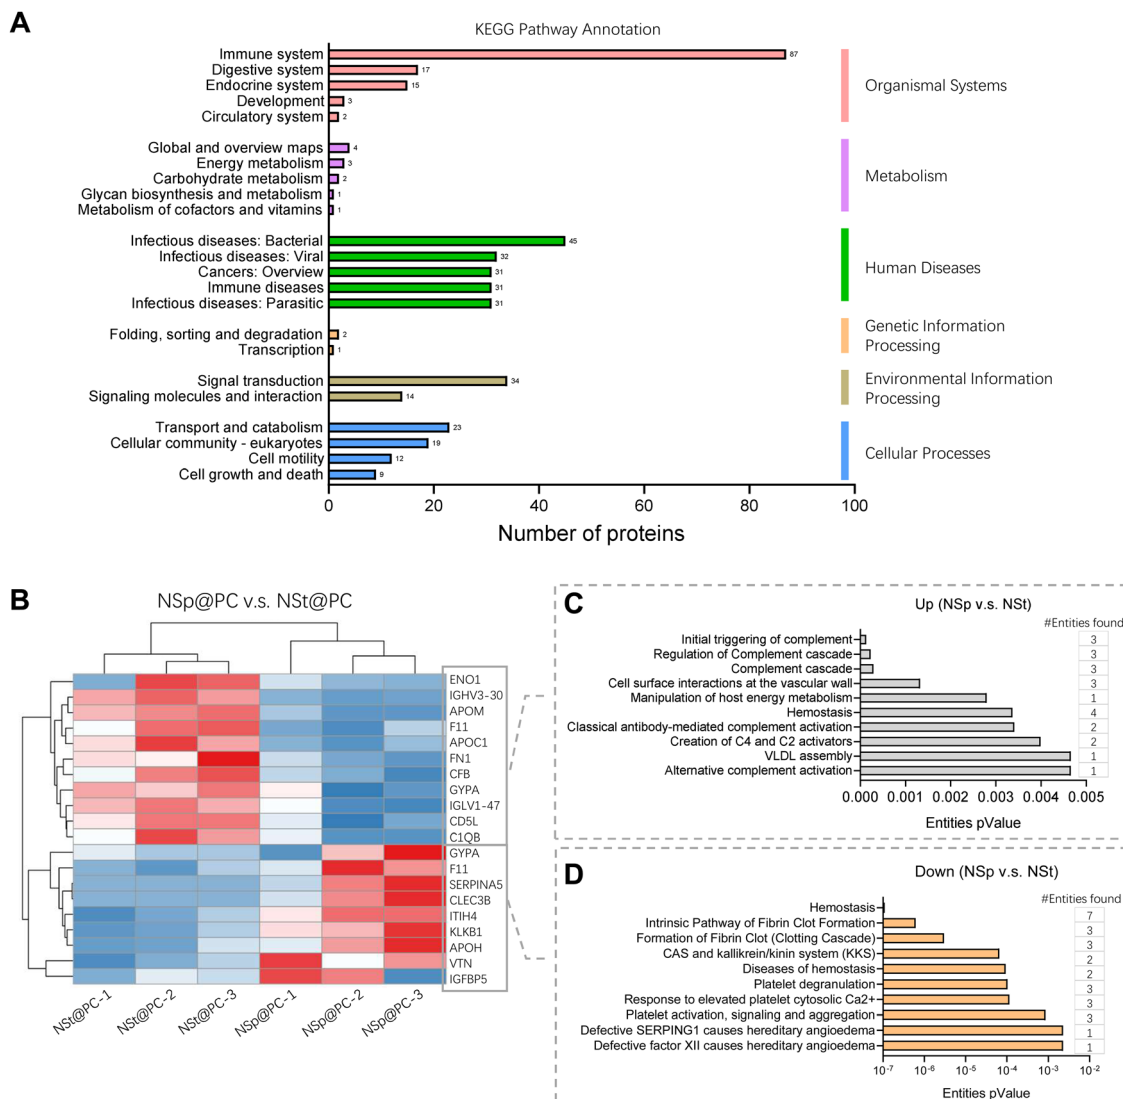 A
KEGG Pathway Annotation
Immune system 87
Digestive system 17
Endocrine system 15
Development 3
Circulatory system 2
Organismal Systems
Global and overview maps 4
Energy metabolism 3
Carbohydrate metabolism 2
Glycan biosynthesis and metabolism 1
Metabolism of cofactors and vitamins 1
Metabolism
Infectious diseases: Bacterial 45
Infectious diseases: Viral 32
Cancers: Overview 31
Immune diseases 31
Infectious diseases: Parasitic 31
Human Diseases
Folding, sorting and degradation 2
Transcription 1
Genetic Information
Processing
Signal transduction 34
Signaling molecules and interaction 14
Environmental Information
Processing
Transport and catabolism 23
Cellular community - eukaryotes 19
Cell motility 12
Cell growth and death 9
Cellular Processes
0 20 40 60 80 100
Number of proteins
B
NSp@PC v.s. NSt@PC
ENO1
IGHV3-30
APOM
F11
APOC1
FN1
CFB
GYPA
IGLV1-47
CD5L
C1QB
GYPA
F11
SERPINA5
CLEC3B
ITIH4
KLKB1
APOH
VTN
IGFBP5
NSt@PC-1 NSt@PC-2 NSt@PC-3 NSp@PC-1 NSp@PC-2 NSp@PC-3
C
Up (NSp v.s. NSt)
#Entities found
Initial triggering of complement 3
Regulation of Complement cascade 3
Complement cascade 3
Cell surface interactions at the vascular wall 3
Manipulation of host energy metabolism 1
Hemostasis 4
Classical antibody-mediated complement activation 2
Creation of C4 and C2 activators 2
VLDL assembly 1
Alternative complement activation 1
0.000 0.001 0.002 0.003 0.004 0.005
Entities pValue
D
Down (NSp v.s. NSt)
#Entities found
Hemostasis 7
Intrinsic Pathway of Fibrin Clot Formation 3
Formation of Fibrin Clot (Clotting Cascade) 3
CAS and kallikrein/kinin system (KKS) 2
Diseases of hemostasis 2
Platelet degranulation 3
Response to elevated platelet cytosolic Ca2+ 3
Platelet activation, signaling and aggregation 3
Defective SERPING1 causes hereditary angioedema 1
Defective factor XII causes hereditary angioedema 1
10-7 10-6 10-5 10-4 10-3 10-2
Entities pValue